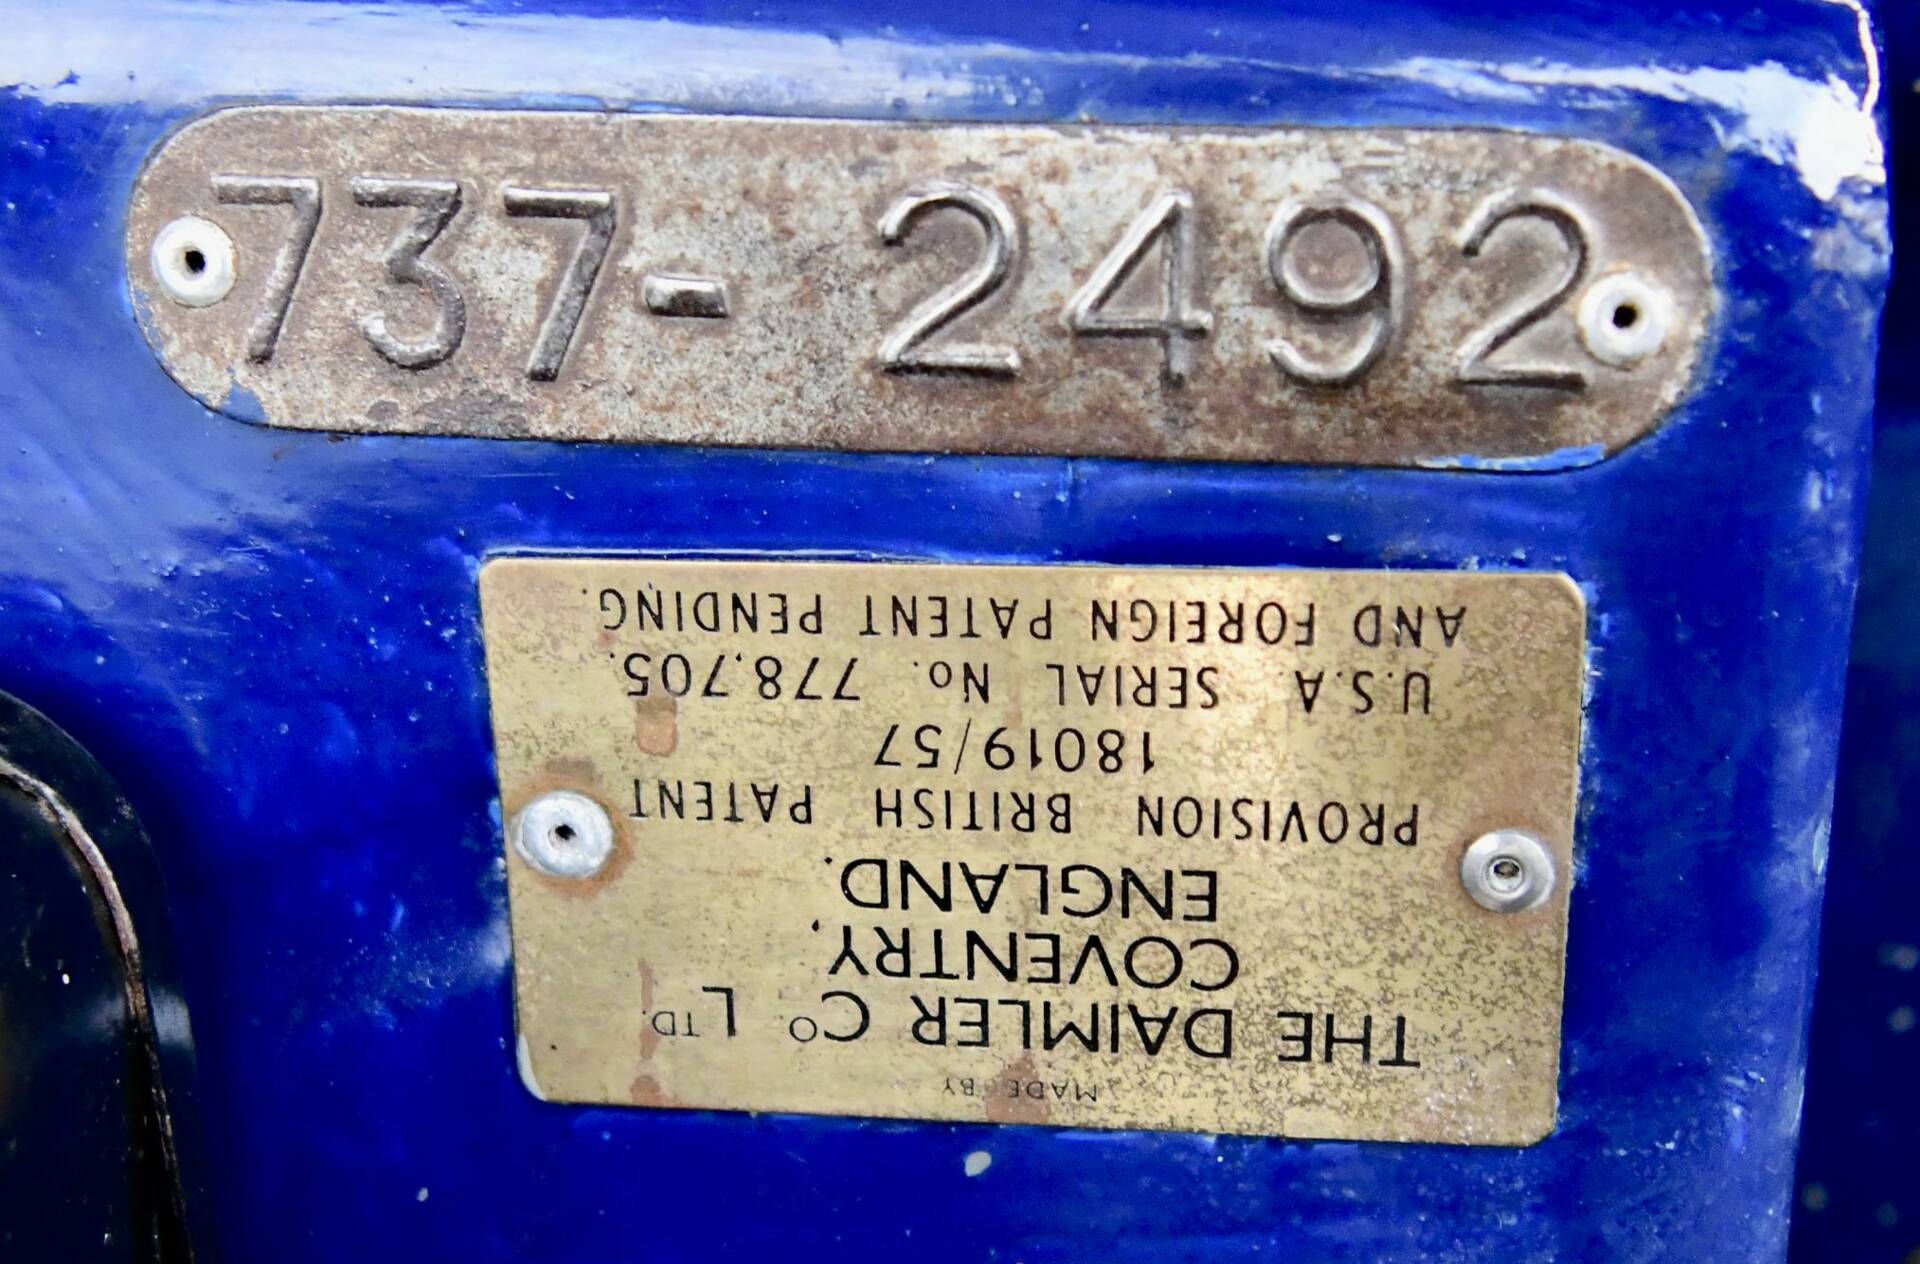 737- 2492
MADE BY
THE DAIMLER Co. LTD.
COVENTRY,
ENGLAND.
PROVISION BRITISH PATENT
18019/57
U.S.A. SERIAL No. 778,705.
AND FOREIGN PATENT PENDING.